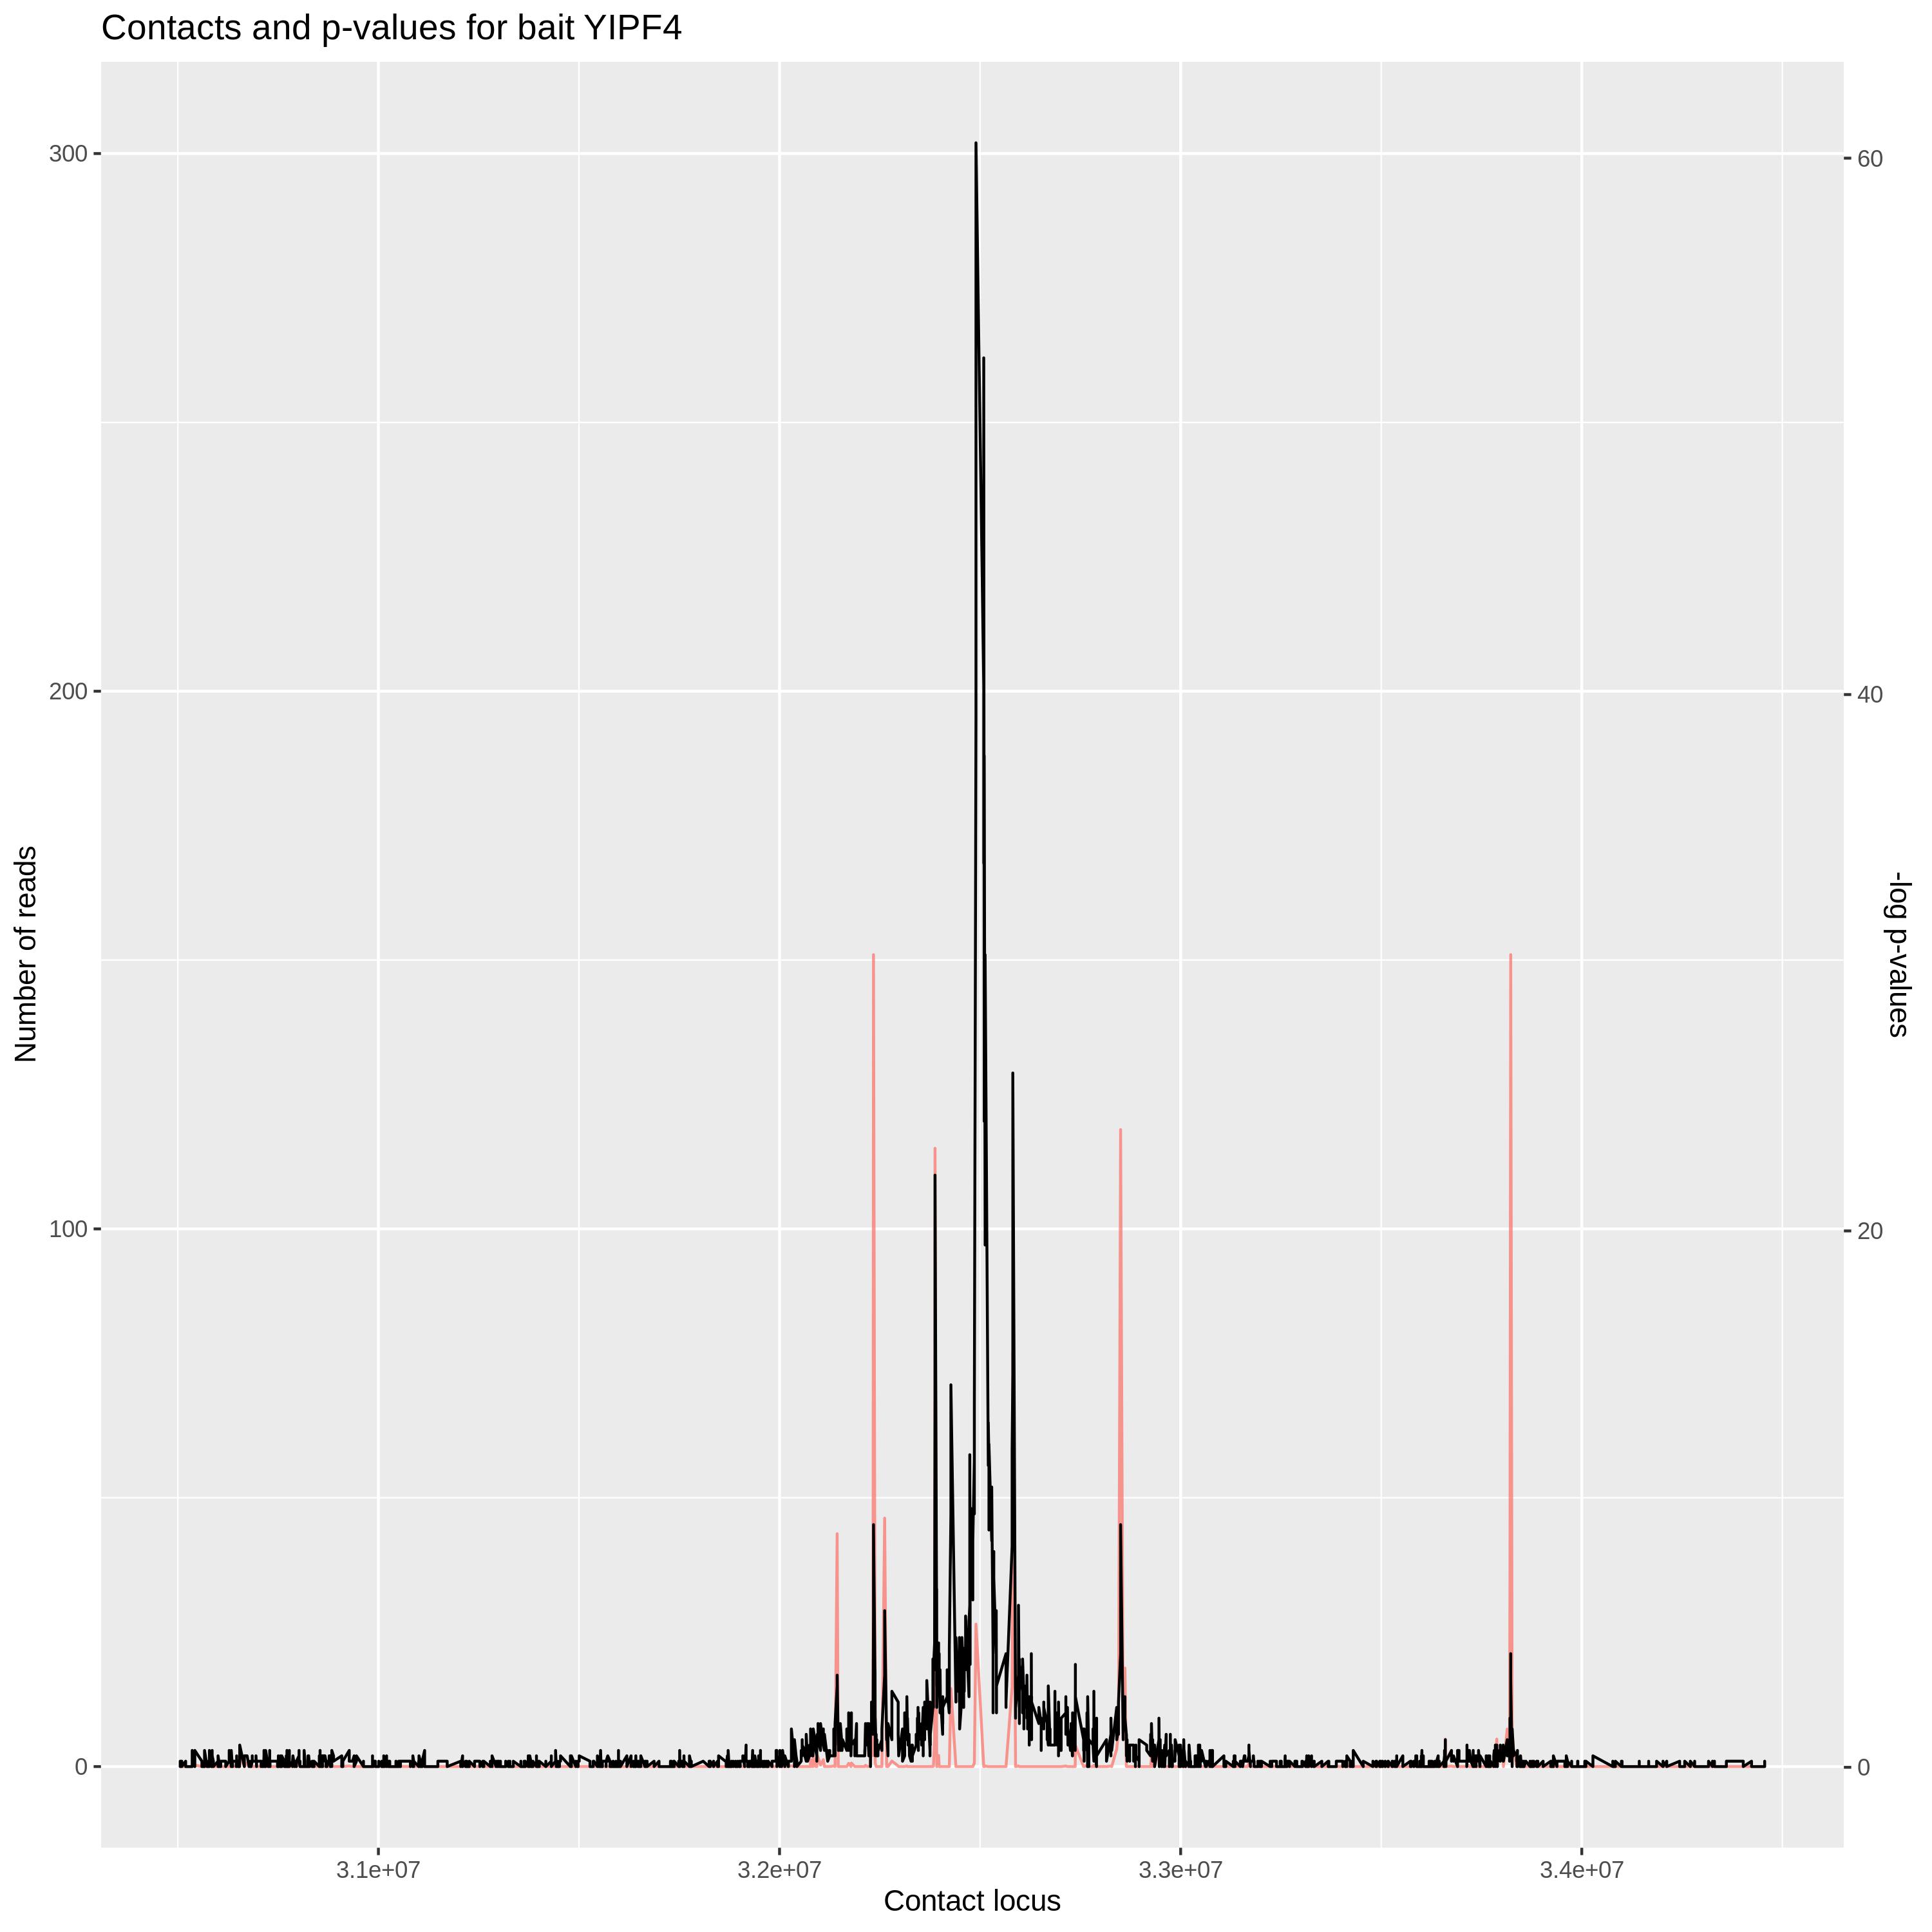 Contacts and p-values for bait YIPF4
300
200
100
0
Number of reads
60
40
20
0
-log p-values
3.1e+07
3.2e+07
3.3e+07
3.4e+07
Contact locus